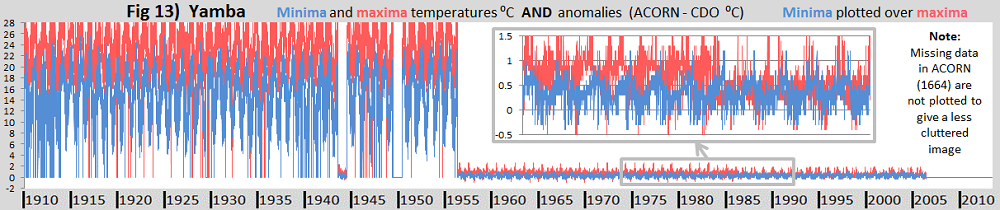 Fig 13) Yamba Minima and maxima temperatures ⁰C AND anomalies (ACORN - CDO ⁰C) Minima plotted over maxima
28
26
24
22
20
18
16
14
12
10
8
6
4
2
0
-2
1.5
1
0.5
0
-0.5
Note:
Missing data
in ACORN
(1664) are
not plotted to
give a less
cluttered
image
1910 1915 1920 1925 1930 1935 1940 1945 1950 1955 1960 1965 1970 1975 1980 1985 1990 1995 2000 2005 2010